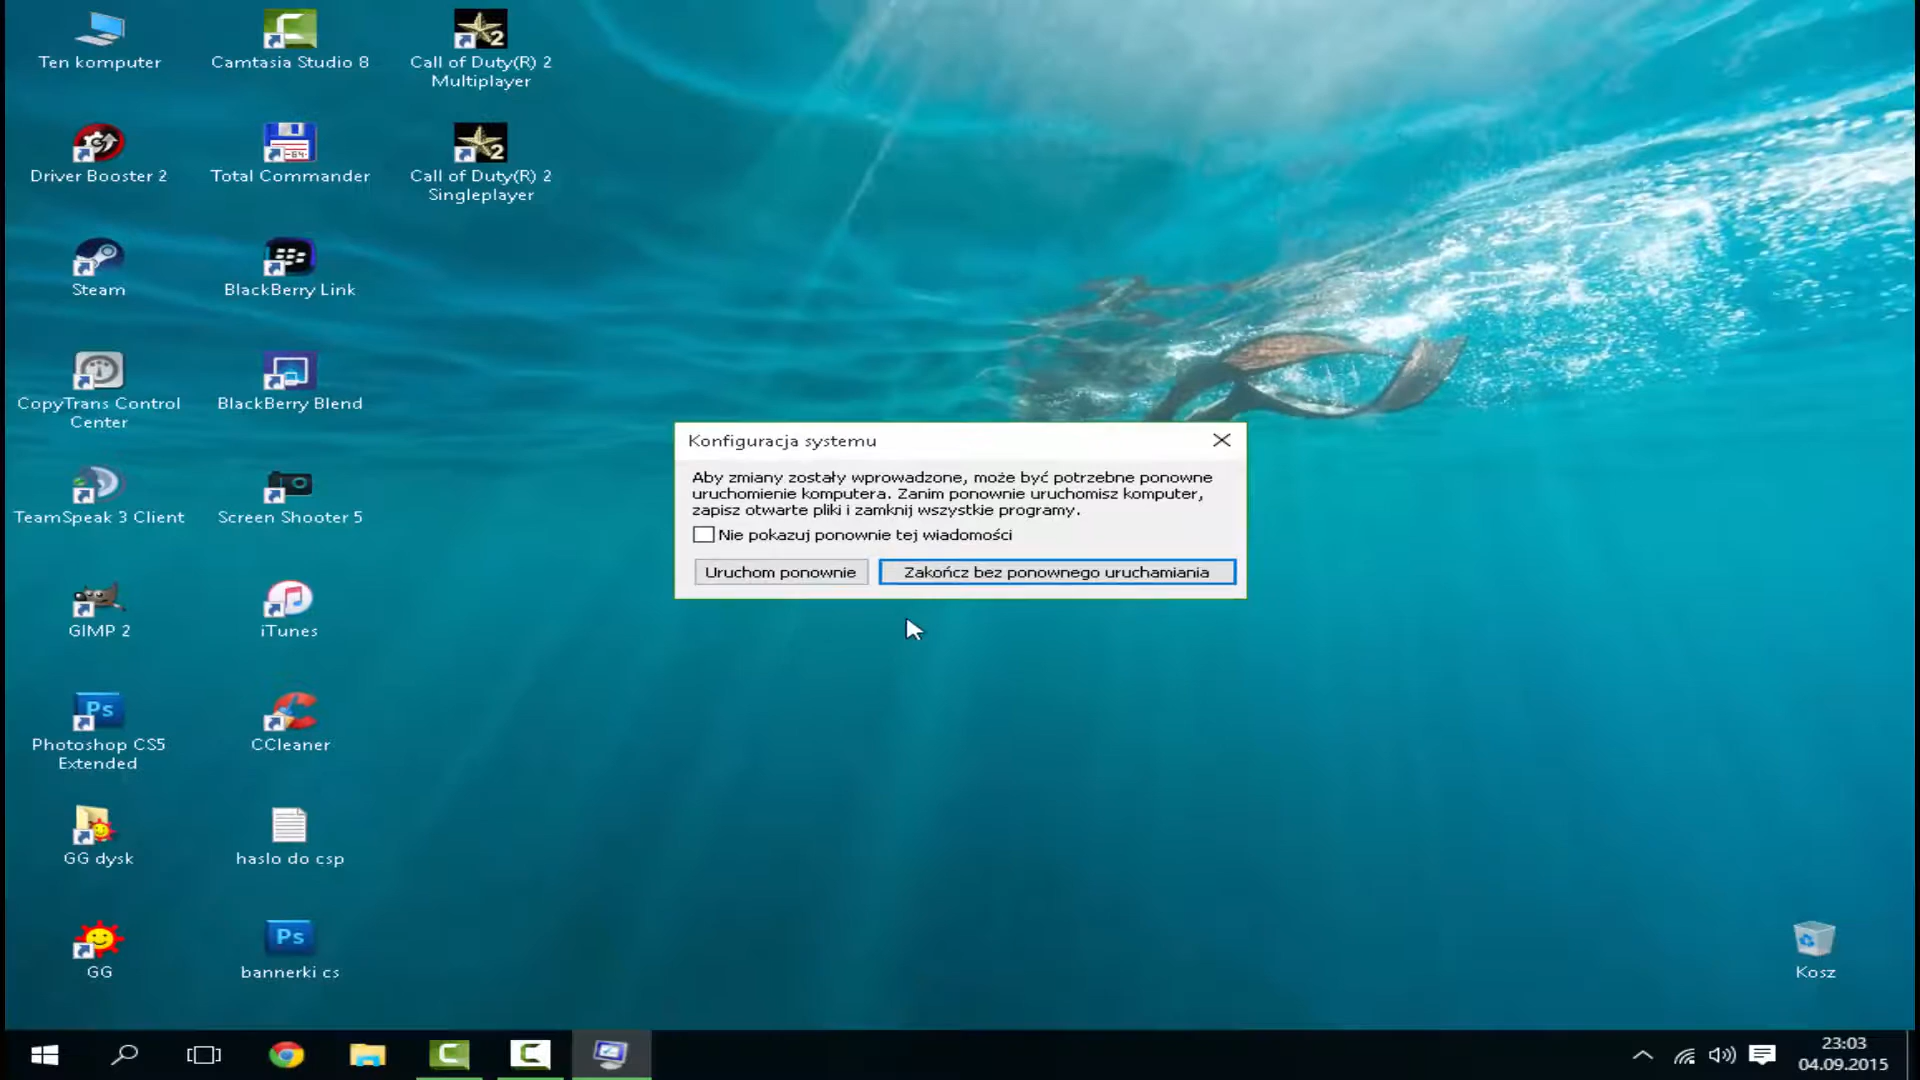 Ten komputer
Camtasia Studio 8
Call of Duty(R) 2
Multiplayer
Driver Booster 2
Total Commander
Call of Duty(R) 2
Singleplayer
Steam
BlackBerry Link
CopyTrans Control
Center
BlackBerry Blend
TeamSpeak 3 Client
Screen Shooter 5
GIMP 2
iTunes
Photoshop CS5
Extended
CCleaner
GG dysk
haslo do csp
GG
bannerki cs
Konfiguracja systemu
Aby zmiany zostały wprowadzone, może być potrzebne ponowne
uruchomienie komputera. Zanim ponownie uruchomisz komputer,
zapisz otwarte pliki i zamknij wszystkie programy.
Nie pokazuj ponownie tej wiadomości
Uruchom ponownie
Zakończ bez ponownego uruchamiania
Kosz
23:03
04.09.2015